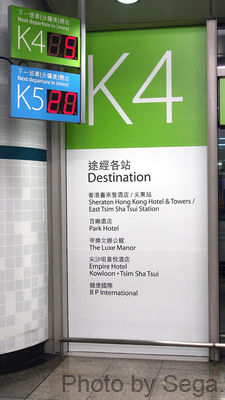 下一班車(分鐘後)開出
Next departure in (mins)
K4 5
下一班車(分鐘後)開出
Next departure in (mins)
K5 20
K4
途經各站
Destination
香港喜來登酒店 / 尖東站
Sheraton Hong Kong Hotel & Towers /
East Tsim Sha Tsui Station
百樂酒店
Park Hotel
帝樂文娜公館
The Luxe Manor
尖沙咀皇悅酒店
Empire Hotel
Kowloon • Tsim Sha Tsui
龍堡國際
B P International
Photo by Sega.